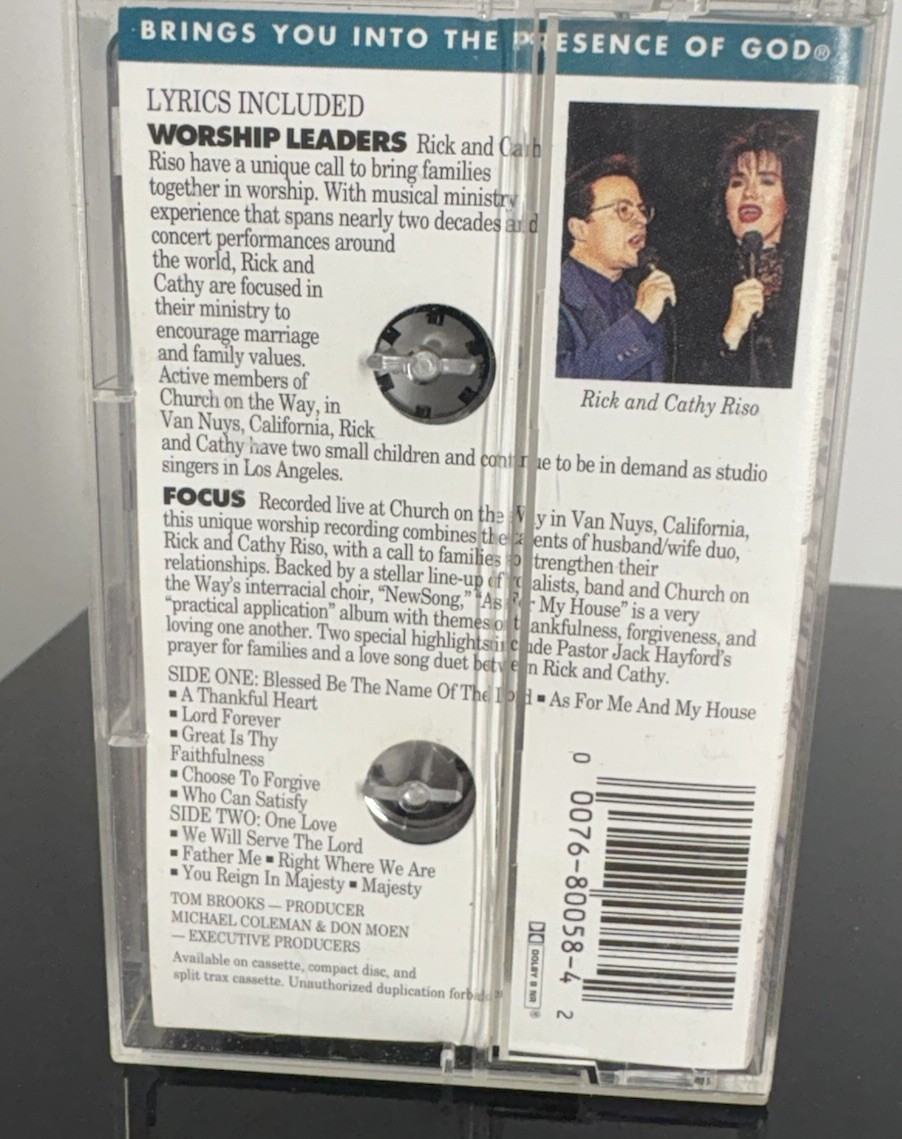 BRINGS YOU INTO THE PRESENCE OF GOD®
LYRICS INCLUDED
WORSHIP LEADERS Rick and Cath
Riso have a unique call to bring families
together in worship. With musical ministry
experience that spans nearly two decades and
concert performances around
the world, Rick and
Cathy are focused in
their ministry to
encourage marriage
and family values.
Active members of
Church on the Way, in
Van Nuys, California, Rick
and Cathy have two small children and continue to be in demand as studio
singers in Los Angeles.
Rick and Cathy Riso
FOCUS Recorded live at Church on the Way in Van Nuys, California,
this unique worship recording combines the talents of husband/wife duo,
Rick and Cathy Riso, with a call to families to strengthen their
relationships. Backed by a stellar line-up of vocalists, band and Church on
the Way's interracial choir, "NewSong," "As For My House" is a very
"practical application" album with themes of thankfulness, forgiveness, and
loving one another. Two special highlights include Pastor Jack Hayford's
prayer for families and a love song duet between Rick and Cathy.
SIDE ONE: Blessed Be The Name Of The Lord ▪ As For Me And My House
▪ A Thankful Heart
▪ Lord Forever
▪ Great Is Thy
Faithfulness
▪ Choose To Forgive
▪ Who Can Satisfy
SIDE TWO: One Love
▪ We Will Serve The Lord
▪ Father Me ▪ Right Where We Are
▪ You Reign In Majesty ▪ Majesty
TOM BROOKS — PRODUCER
MICHAEL COLEMAN & DON MOEN
— EXECUTIVE PRODUCERS
Available on cassette, compact disc, and
split trax cassette. Unauthorized duplication forbidden
DOLBY B NR ®
0 0076-80058-4 2